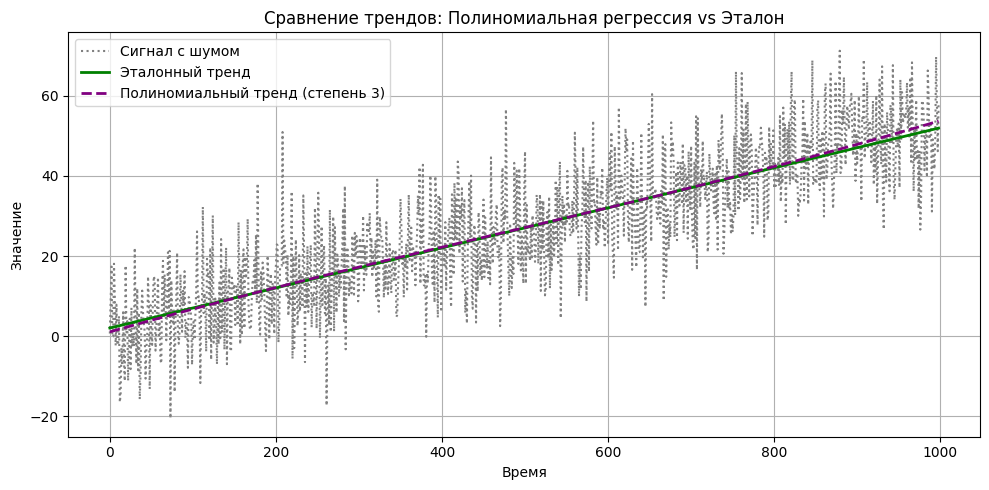 Сравнение трендов: Полиномиальная регрессия vs Эталон
Сигнал с шумом
Эталонный тренд
Полиномиальный тренд (степень 3)
Значение
60
40
20
0
−20
0
200
400
600
800
1000
Время